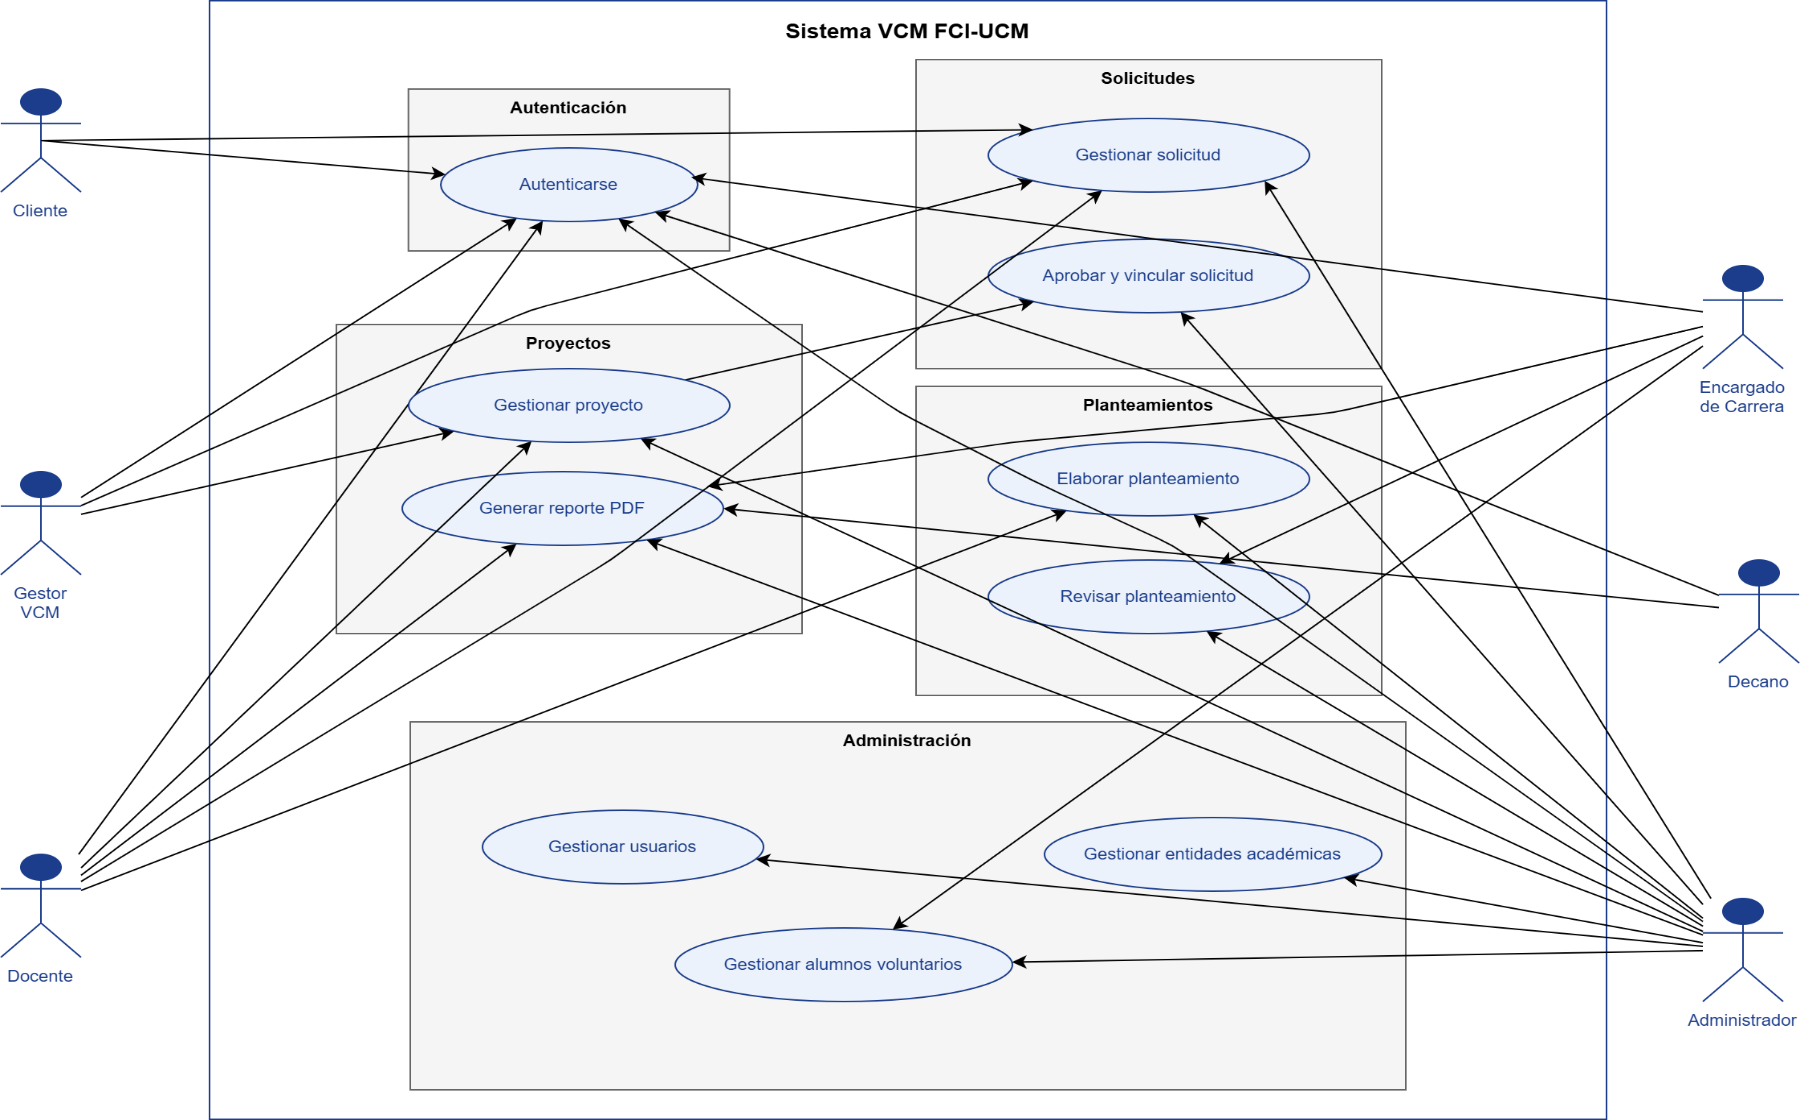 Sistema VCM FCI-UCM
Cliente
Gestor
VCM
Docente
Autenticación
Autenticarse
Proyectos
Gestionar proyecto
Generar reporte PDF
Solicitudes
Gestionar solicitud
Aprobar y vincular solicitud
Planteamientos
Elaborar planteamiento
Revisar planteamiento
Administración
Gestionar usuarios
Gestionar entidades académicas
Gestionar alumnos voluntarios
Encargado
de Carrera
Decano
Administrador